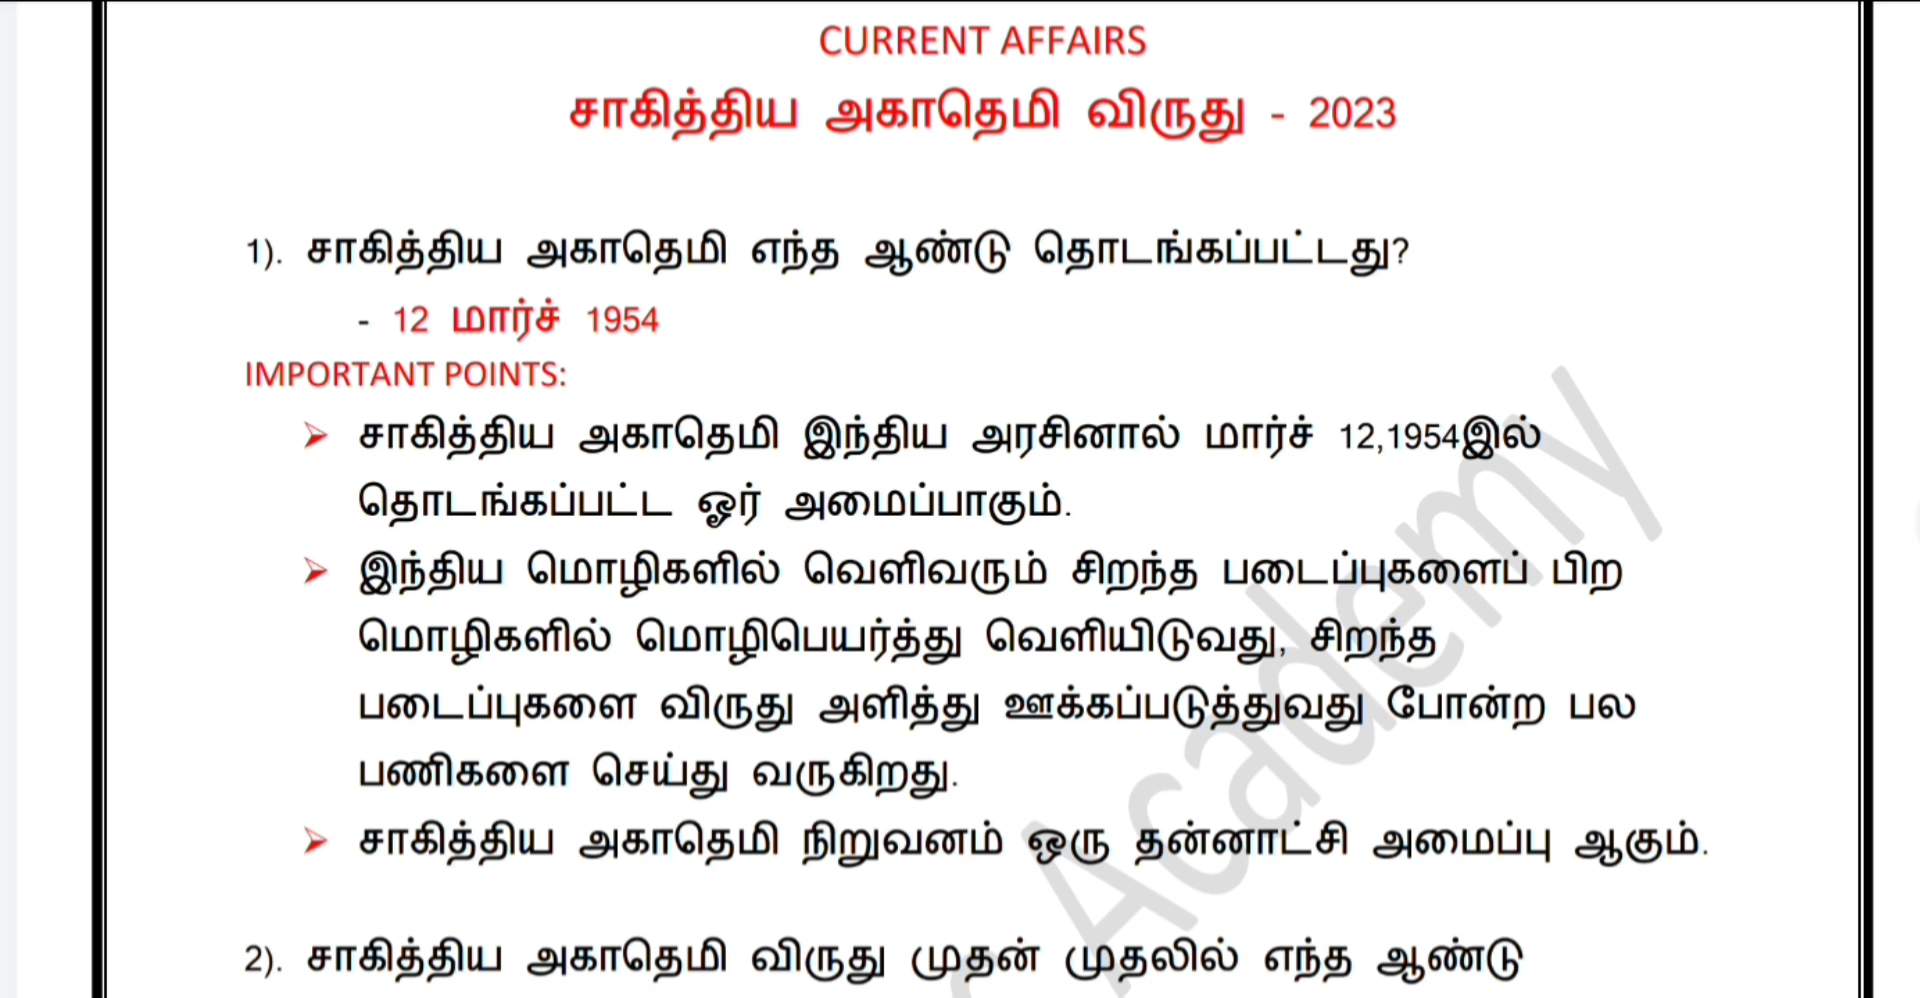 CURRENT AFFAIRS
சாகித்திய அகாதெமி விருது - 2023
1). சாகித்திய அகாதெமி எந்த ஆண்டு தொடங்கப்பட்டது?
- 12 மார்ச் 1954
IMPORTANT POINTS:
➢ சாகித்திய அகாதெமி இந்திய அரசினால் மார்ச் 12,1954இல்
தொடங்கப்பட்ட ஓர் அமைப்பாகும்.
➢ இந்திய மொழிகளில் வெளிவரும் சிறந்த படைப்புகளைப் பிற
மொழிகளில் மொழிபெயர்த்து வெளியிடுவது, சிறந்த
படைப்புகளை விருது அளித்து ஊக்கப்படுத்துவது போன்ற பல
பணிகளை செய்து வருகிறது.
➢ சாகித்திய அகாதெமி நிறுவனம் ஒரு தன்னாட்சி அமைப்பு ஆகும்.
2). சாகித்திய அகாதெமி விருது முதன் முதலில் எந்த ஆண்டு
Academy